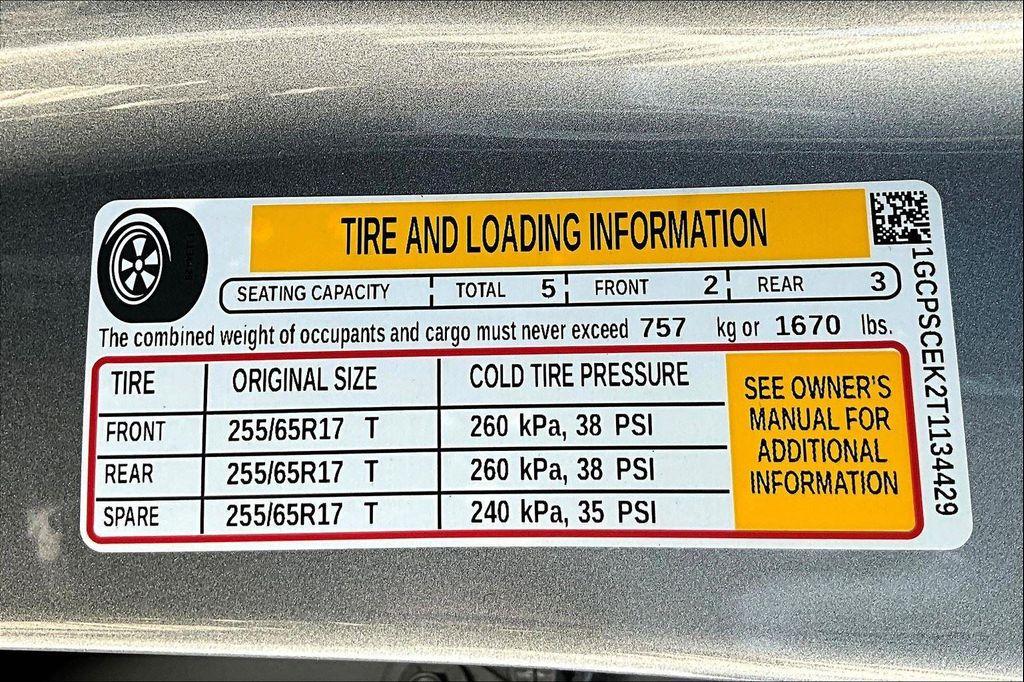 TIRE AND LOADING INFORMATION
SEATING CAPACITY TOTAL 5 FRONT 2 REAR 3
The combined weight of occupants and cargo must never exceed 757 kg or 1670 lbs.
TIRE ORIGINAL SIZE COLD TIRE PRESSURE
FRONT 255/65R17 T 260 kPa, 38 PSI
REAR 255/65R17 T 260 kPa, 38 PSI
SPARE 255/65R17 T 240 kPa, 35 PSI
SEE OWNER'S
MANUAL FOR
ADDITIONAL
INFORMATION
1GCPSCEK2T1134429